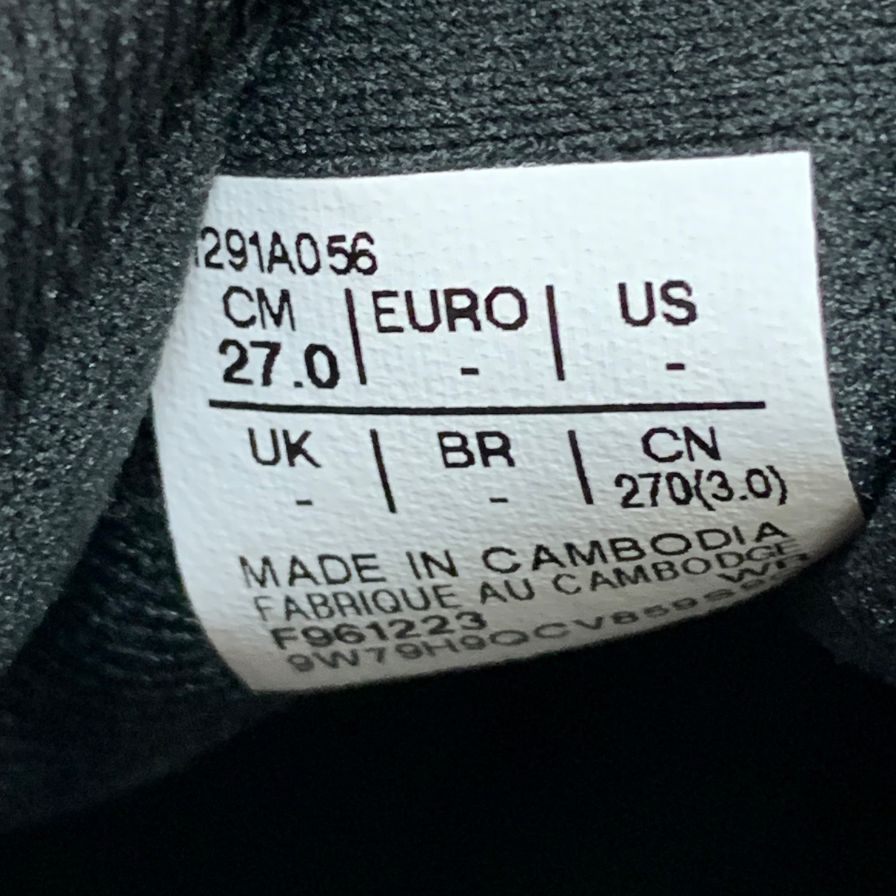 1291A056
CM | EURO | US
27.0 | - | -
UK | BR | CN
- | - | 270(3.0)
MADE IN CAMBODIA
FABRIQUE AU CAMBODGE
F961223 WR